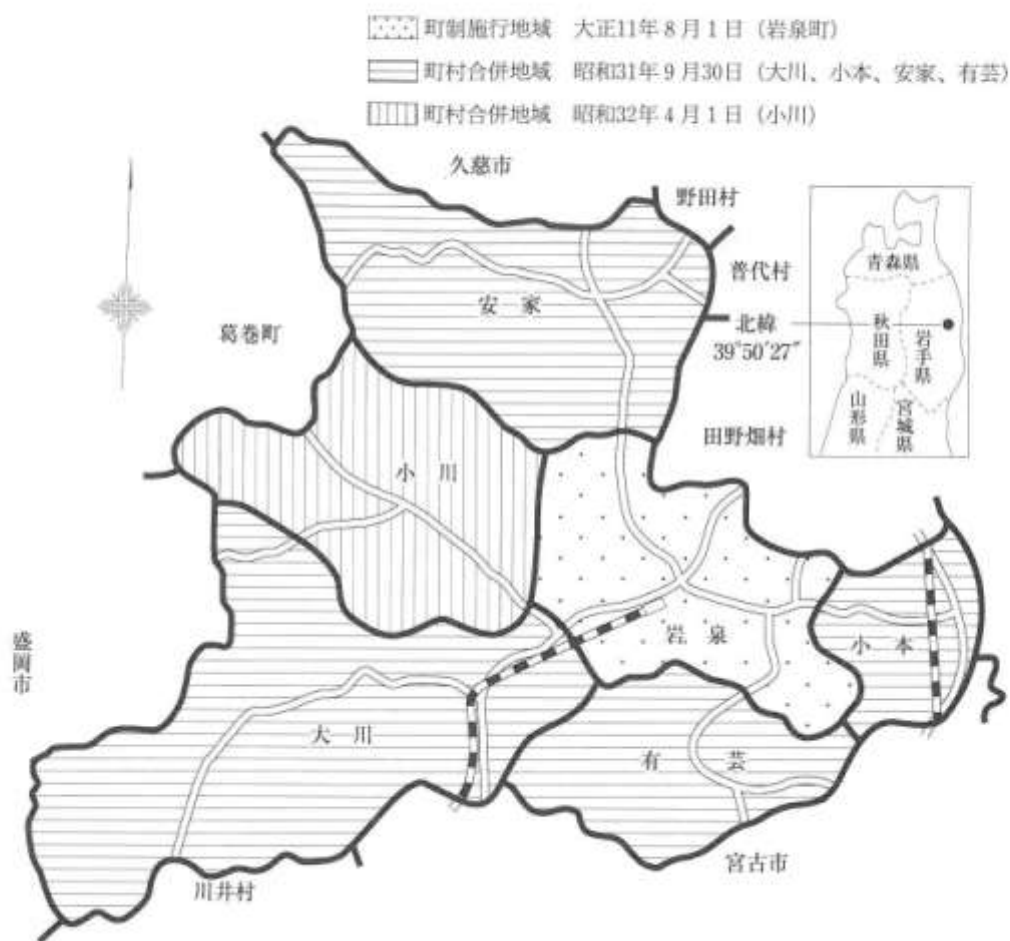 町制施行地域 大正11年8月1日（岩泉町）
町村合併地域 昭和31年9月30日（大川、小本、安家、有芸）
町村合併地域 昭和32年4月1日（小川）
久慈市
野田村
普代村
安家
葛巻町
北緯
39°50′27″
青森県
秋田県
岩手県
山形県
宮城県
田野畑村
小川
岩泉
小本
盛岡市
大川
有芸
宮古市
川井村